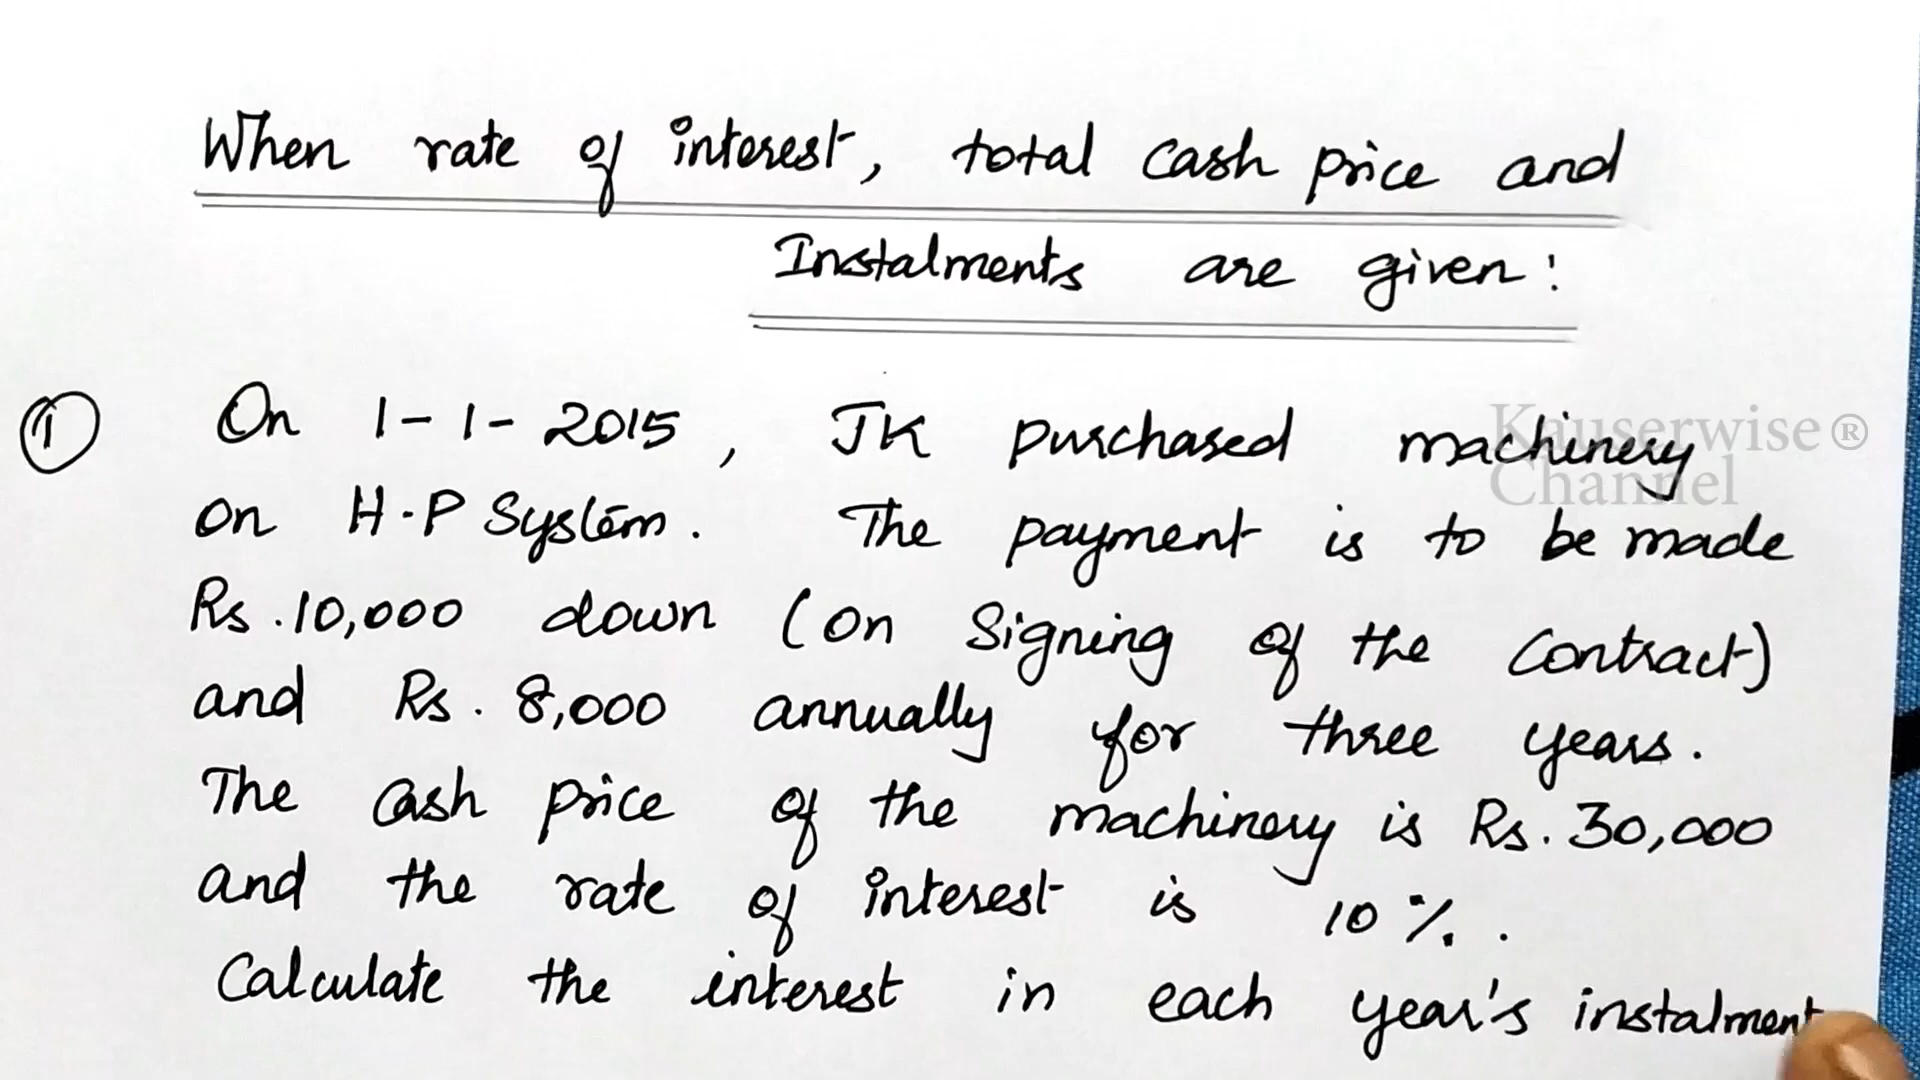 When rate of interest, total cash price and
Instalments are given:
① On 1-1-2015, JK purchased machinery
on H.P System. The payment is to be made
Rs.10,000 down (on Signing of the contract)
and Rs. 8,000 annually for three years.
The cash price of the machinery is Rs. 30,000
and the rate of interest is 10%.
Calculate the interest in each year's instalment
Kauserwise®
Channel